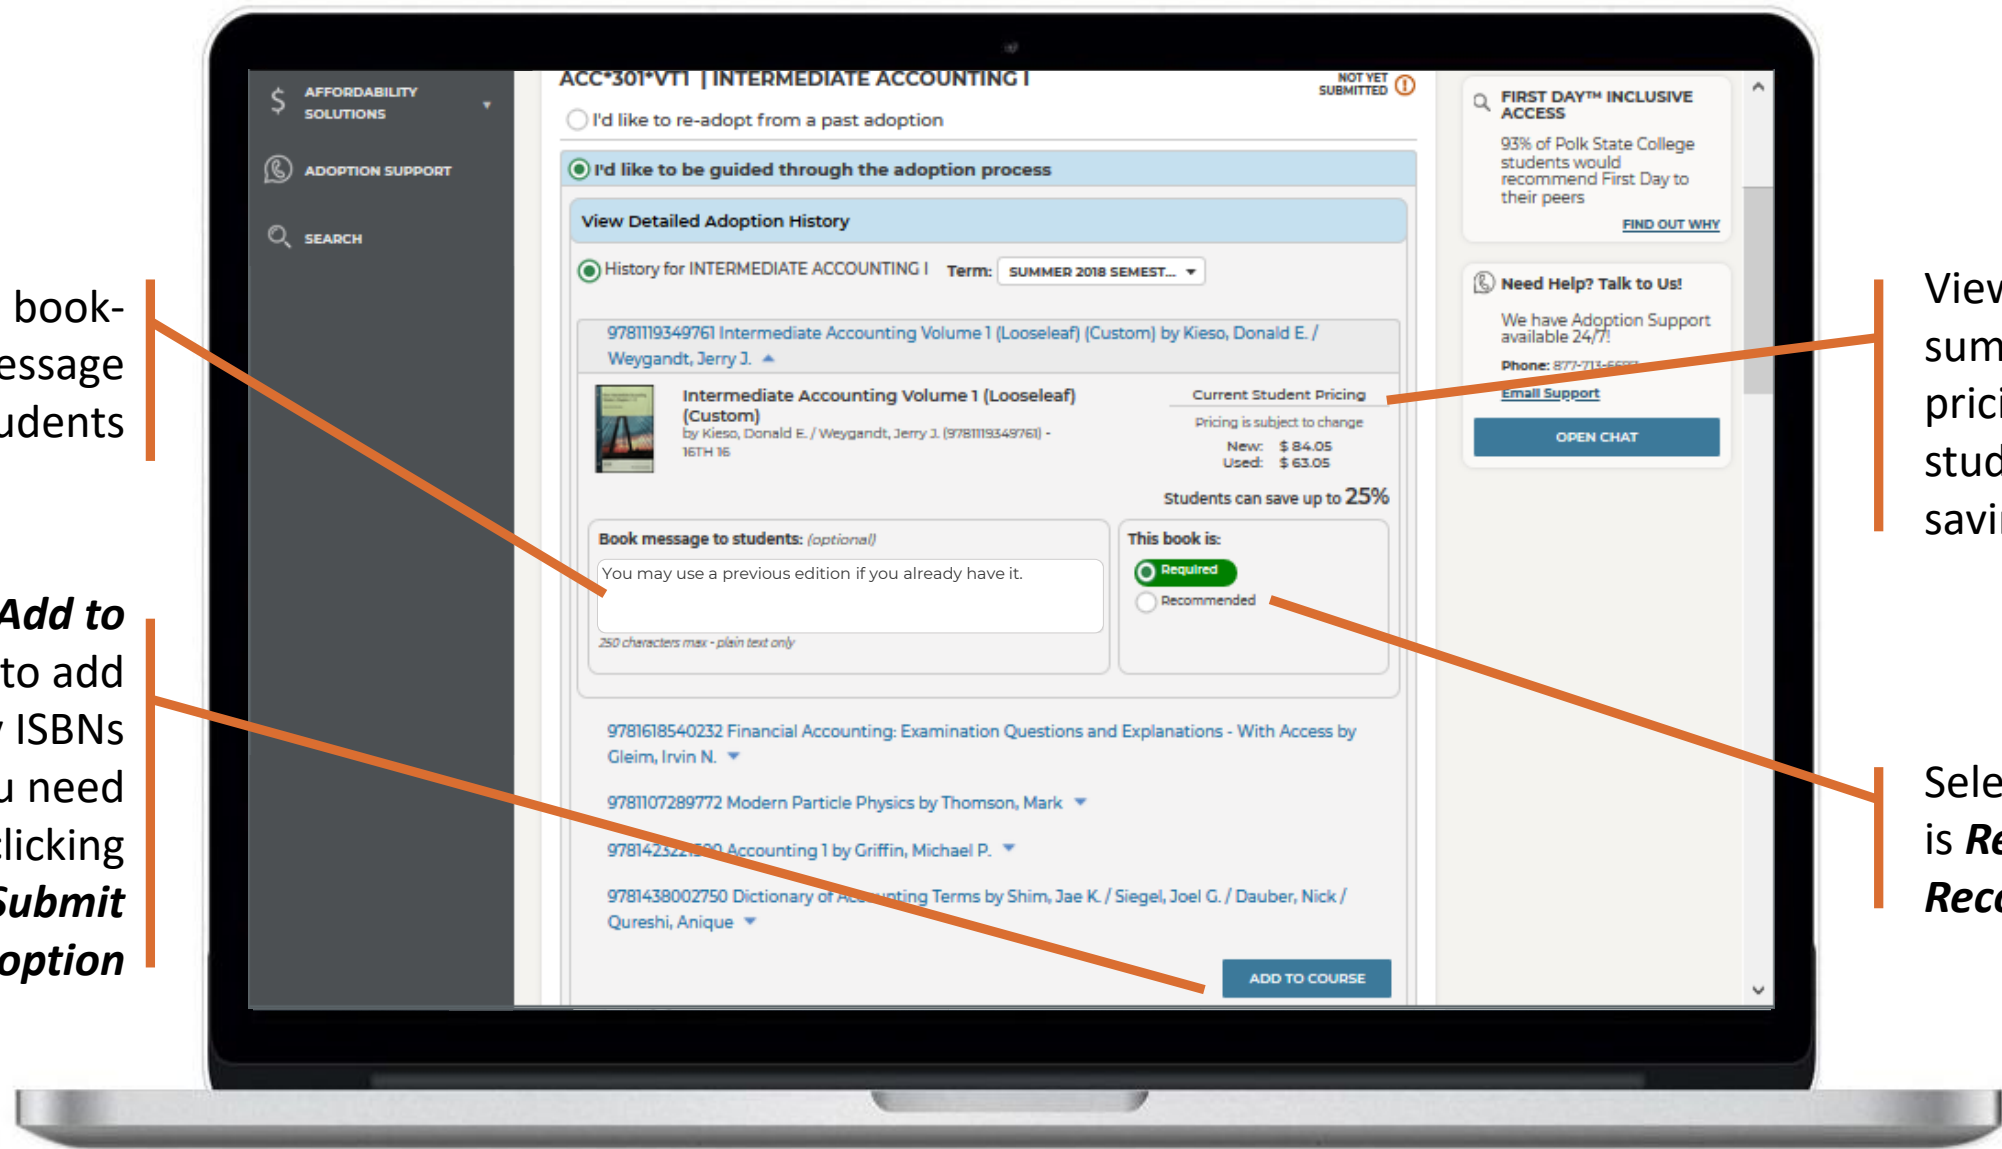 $ AFFORDABILITY
SOLUTIONS
ADOPTION SUPPORT
SEARCH
book-
essage
udents
Add to
to add
ISBNs
u need
clicking
Submit
option
ACC*301*VT1 | INTERMEDIATE ACCOUNTING I
NOT YET
SUBMITTED
I'd like to re-adopt from a past adoption
I'd like to be guided through the adoption process
View Detailed Adoption History
History for INTERMEDIATE ACCOUNTING I Term: SUMMER 2018 SEMEST...
9781119349761 Intermediate Accounting Volume 1 (Looseleaf) (Custom) by Kieso, Donald E. /
Weygandt, Jerry J.
Intermediate Accounting Volume 1 (Looseleaf)
(Custom)
by Kieso, Donald E. / Weygandt, Jerry J. (9781119349761) -
16TH 16
Current Student Pricing
Pricing is subject to change
New: $ 84.05
Used: $ 63.05
Students can save up to 25%
Book message to students: (optional)
You may use a previous edition if you already have it.
250 characters max - plain text only
This book is:
Required
Recommended
9781618540232 Financial Accounting: Examination Questions and Explanations - With Access by
Gleim, Irvin N.
9781107289772 Modern Particle Physics by Thomson, Mark
Accounting 1 by Griffin, Michael P.
9781438002750 Dictionary of Accounting Terms by Shim, Jae K. / Siegel, Joel G. / Dauber, Nick /
Qureshi, Anique
ADD TO COURSE
FIRST DAY™ INCLUSIVE
ACCESS
93% of Polk State College
students would
recommend First Day to
their peers
FIND OUT WHY
Need Help? Talk to Us!
We have Adoption Support
available 24/7!
Phone: 877-713-
Email Support
OPEN CHAT
View
sum
pric
stud
savi
Sele
is Re
Reco